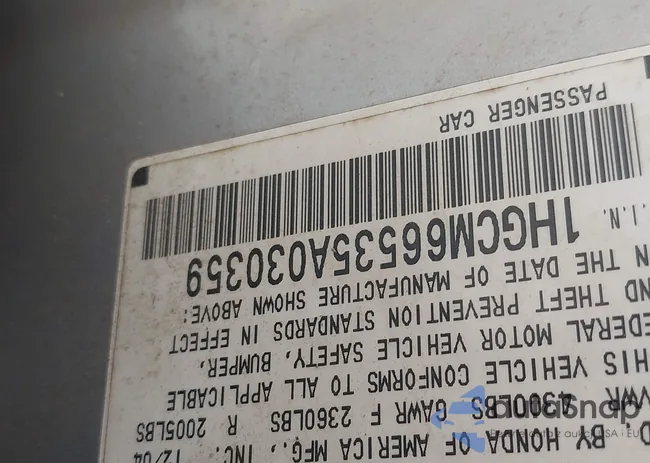 D. BY HONDA OF AMERICA MFG., INC. 12/04
VWR 4300LBS GAWR F 2360LBS R 2005LBS
HIS VEHICLE CONFORMS TO ALL APPLICABLE
EDERAL MOTOR VEHICLE SAFETY, BUMPER,
ND THEFT PREVENTION STANDARDS IN EFFECT
N THE DATE OF MANUFACTURE SHOWN ABOVE:
.I.N. 1HGCM66535A030359
PASSENGER CAR
autasnap